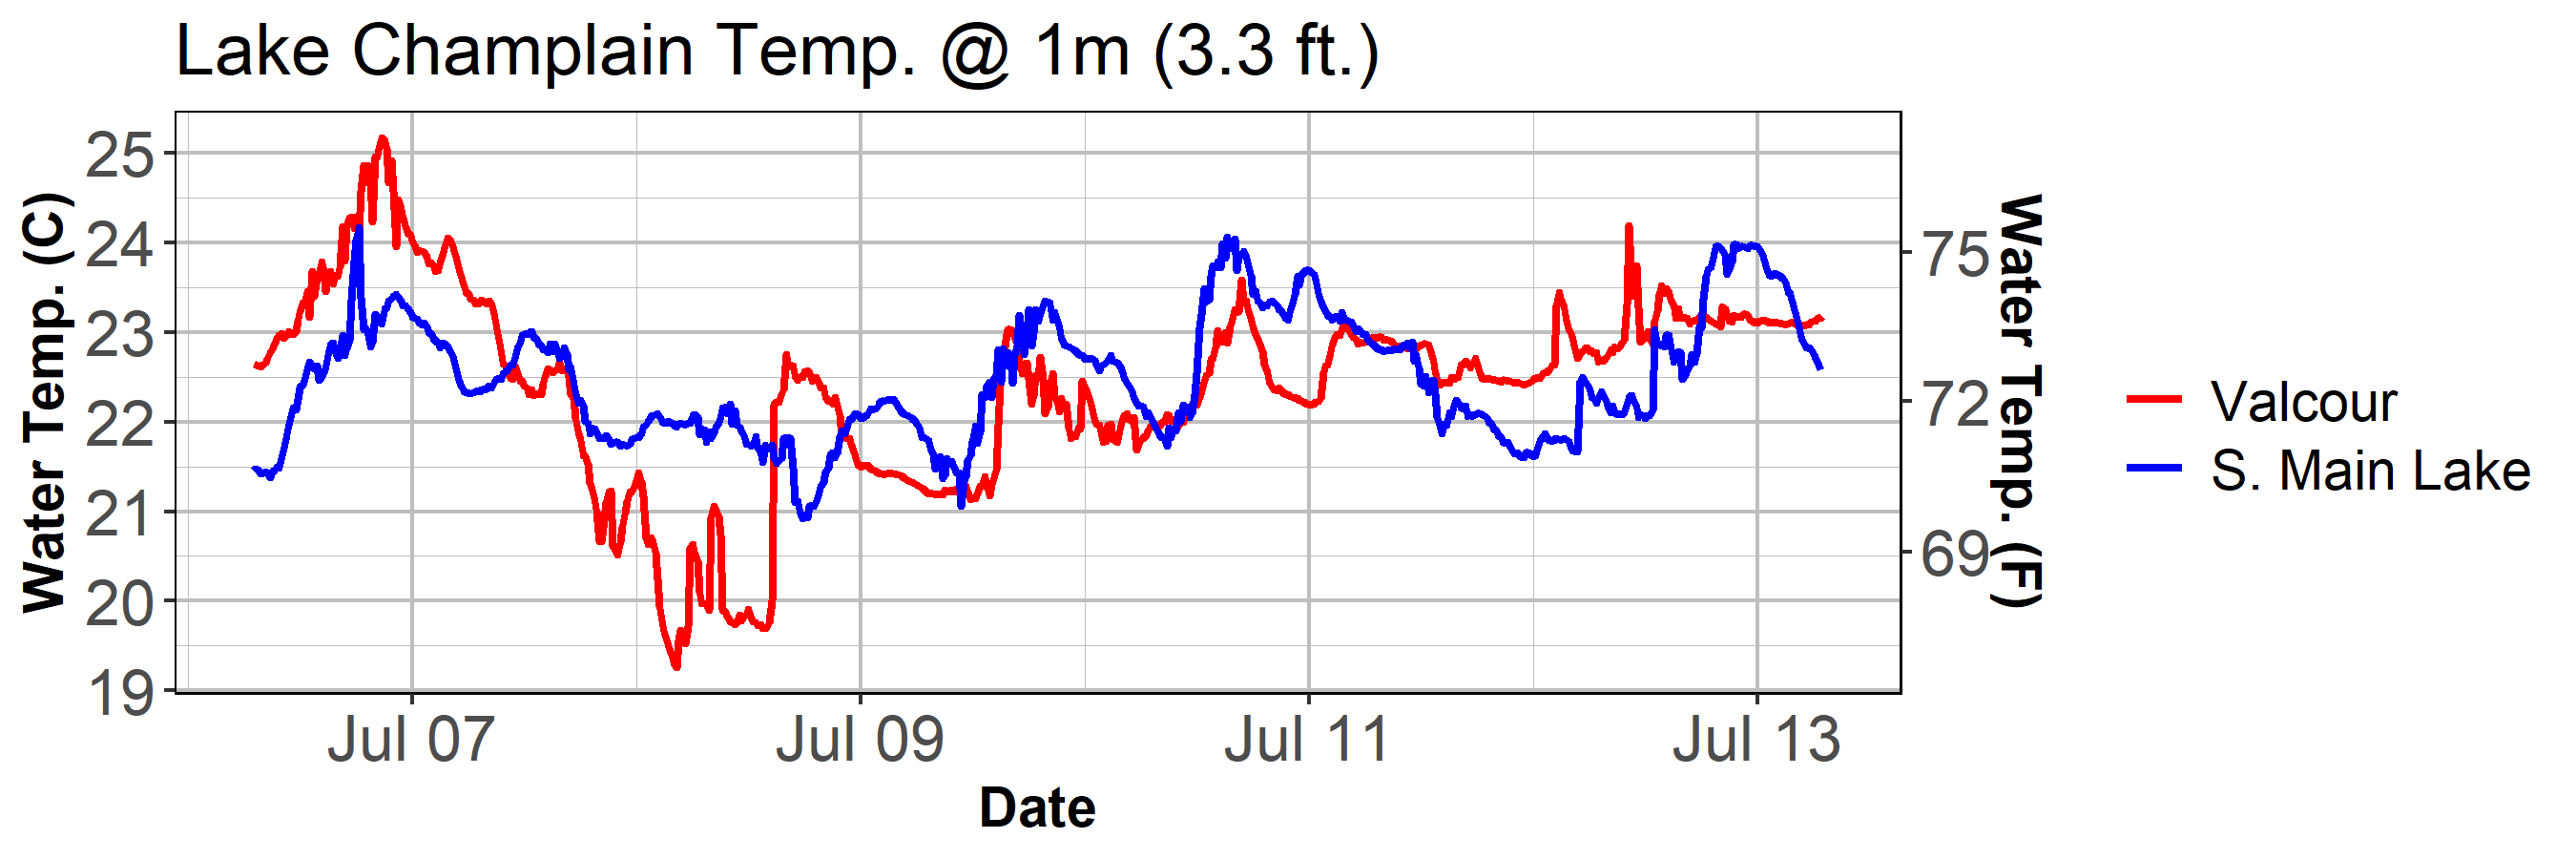 Lake Champlain Temp. @ 1m (3.3 ft.)
Water Temp. (C)
25
24
23
22
21
20
19
75
72
69
Water Temp. (F)
Jul 07
Jul 09
Jul 11
Jul 13
Date
Valcour
S. Main Lake